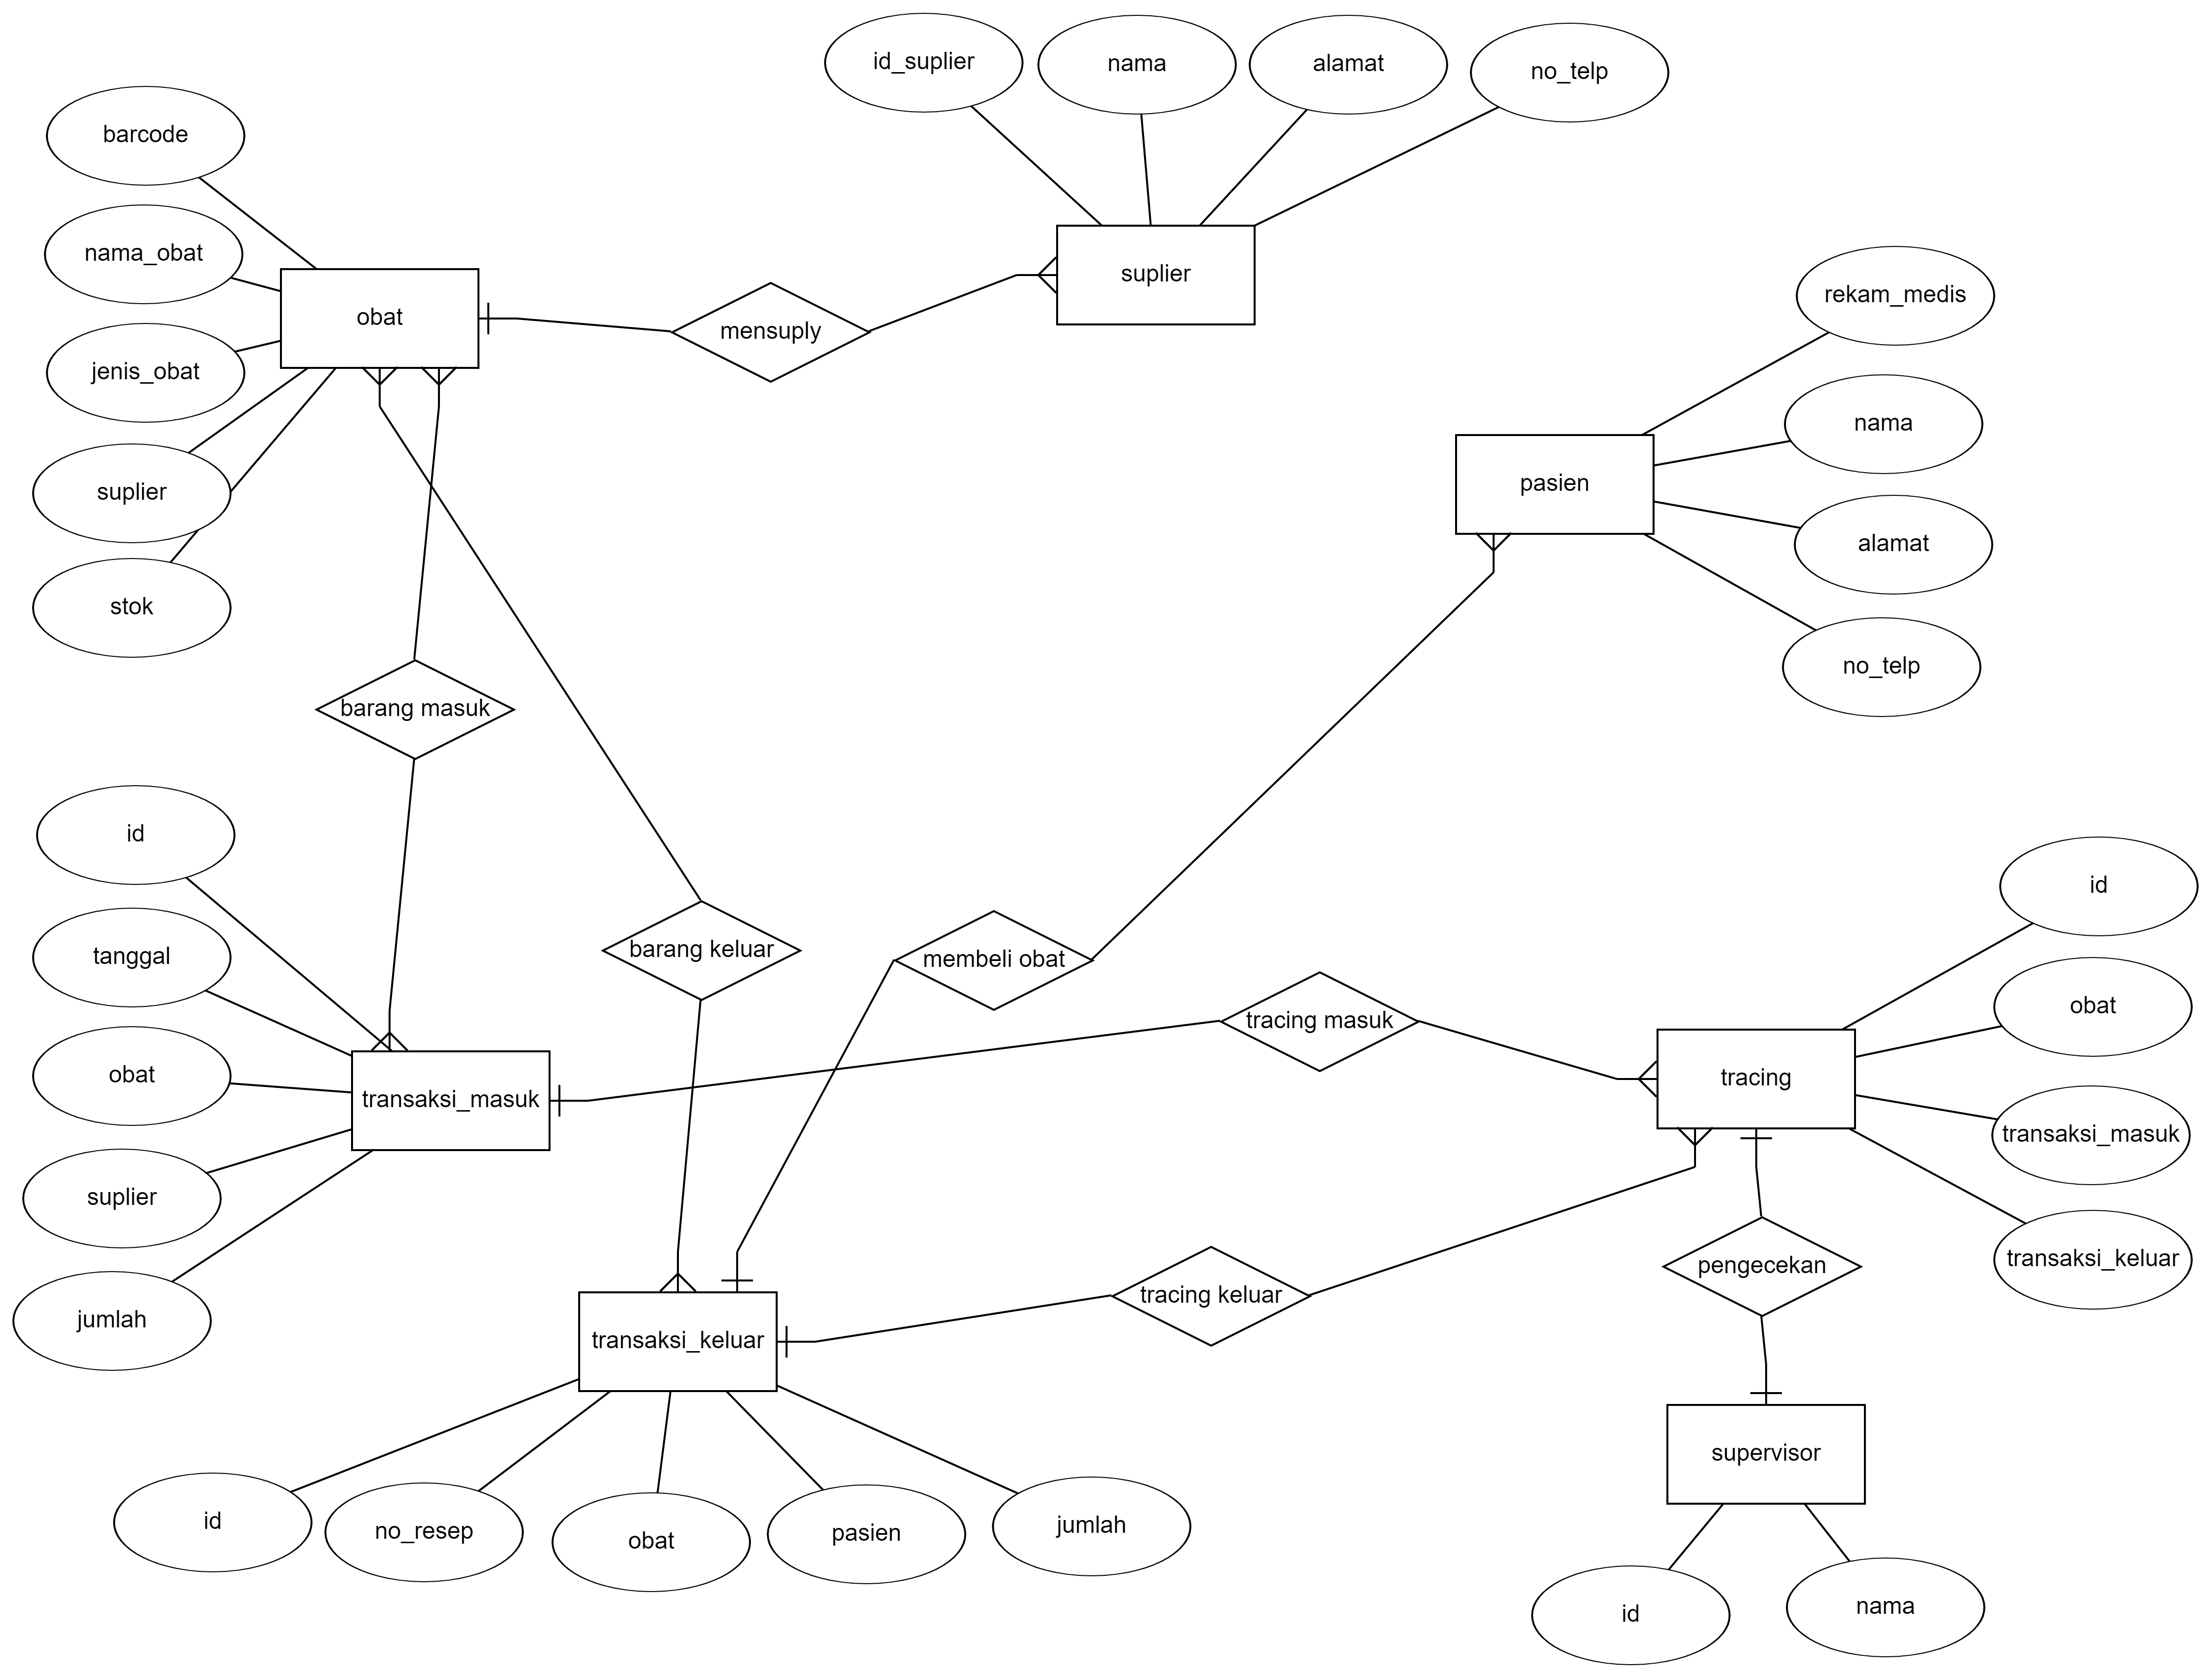 id_suplier
nama
alamat
no_telp
barcode
nama_obat
jenis_obat
suplier
stok
obat
mensuply
suplier
rekam_medis
nama
alamat
no_telp
pasien
barang masuk
barang keluar
membeli obat
tracing masuk
id
tanggal
obat
suplier
jumlah
transaksi_masuk
tracing
id
obat
transaksi_masuk
transaksi_keluar
pengecekan
tracing keluar
transaksi_keluar
id
no_resep
obat
pasien
jumlah
supervisor
id
nama